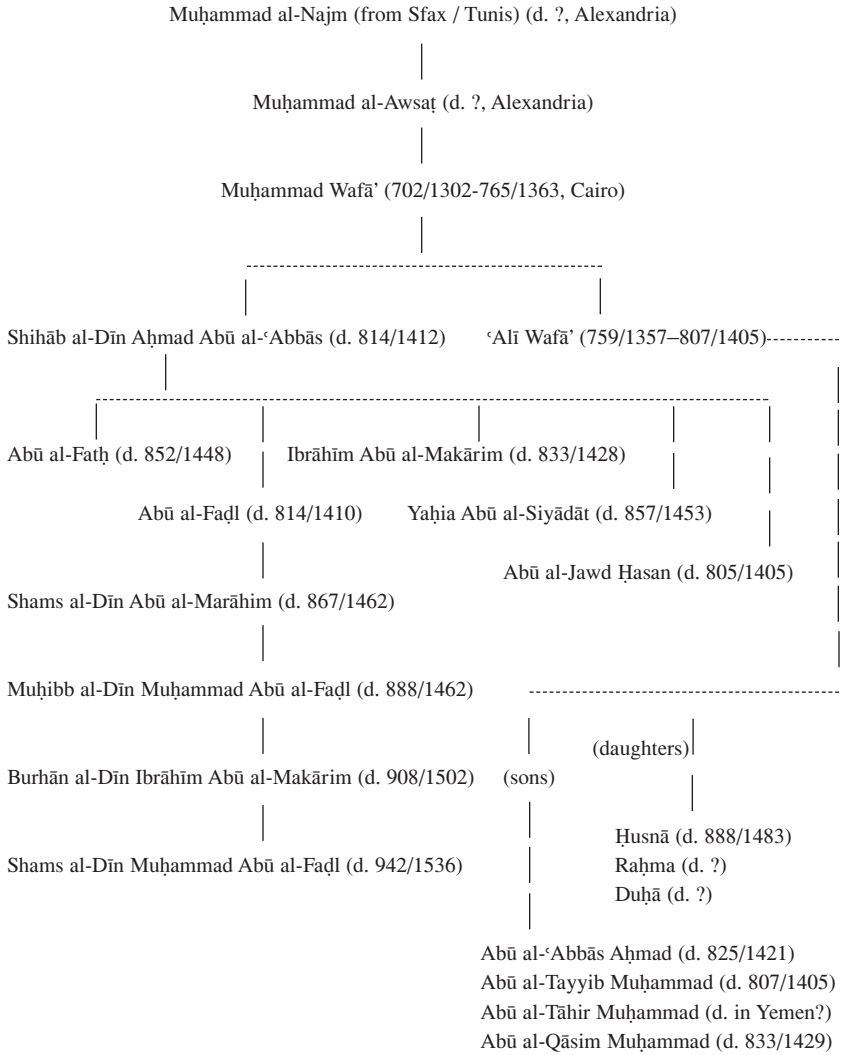 Muḥammad al-Najm (from Sfax / Tunis) (d. ?, Alexandria)
Muḥammad al-Awsaṭ (d. ?, Alexandria)
Muḥammad Wafā’ (702/1302-765/1363, Cairo)
Shihāb al-Dīn Aḥmad Abū al-ʿAbbās (d. 814/1412)
ʿAlī Wafā’ (759/1357–807/1405)
Abū al-Fatḥ (d. 852/1448)
Ibrāhīm Abū al-Makārim (d. 833/1428)
Abū al-Faḍl (d. 814/1410)
Yaḥia Abū al-Siyādāt (d. 857/1453)
Abū al-Jawd Ḥasan (d. 805/1405)
Shams al-Dīn Abū al-Marāhim (d. 867/1462)
Muḥibb al-Dīn Muḥammad Abū al-Faḍl (d. 888/1462)
(daughters)
Burhān al-Dīn Ibrāhīm Abū al-Makārim (d. 908/1502)
(sons)
Shams al-Dīn Muḥammad Abū al-Faḍl (d. 942/1536)
Ḥusnā (d. 888/1483)
Raḥma (d. ?)
Duḥā (d. ?)
Abū al-ʿAbbās Aḥmad (d. 825/1421)
Abū al-Tayyib Muḥammad (d. 807/1405)
Abū al-Tāhir Muḥammad (d. in Yemen?)
Abū al-Qāsim Muḥammad (d. 833/1429)